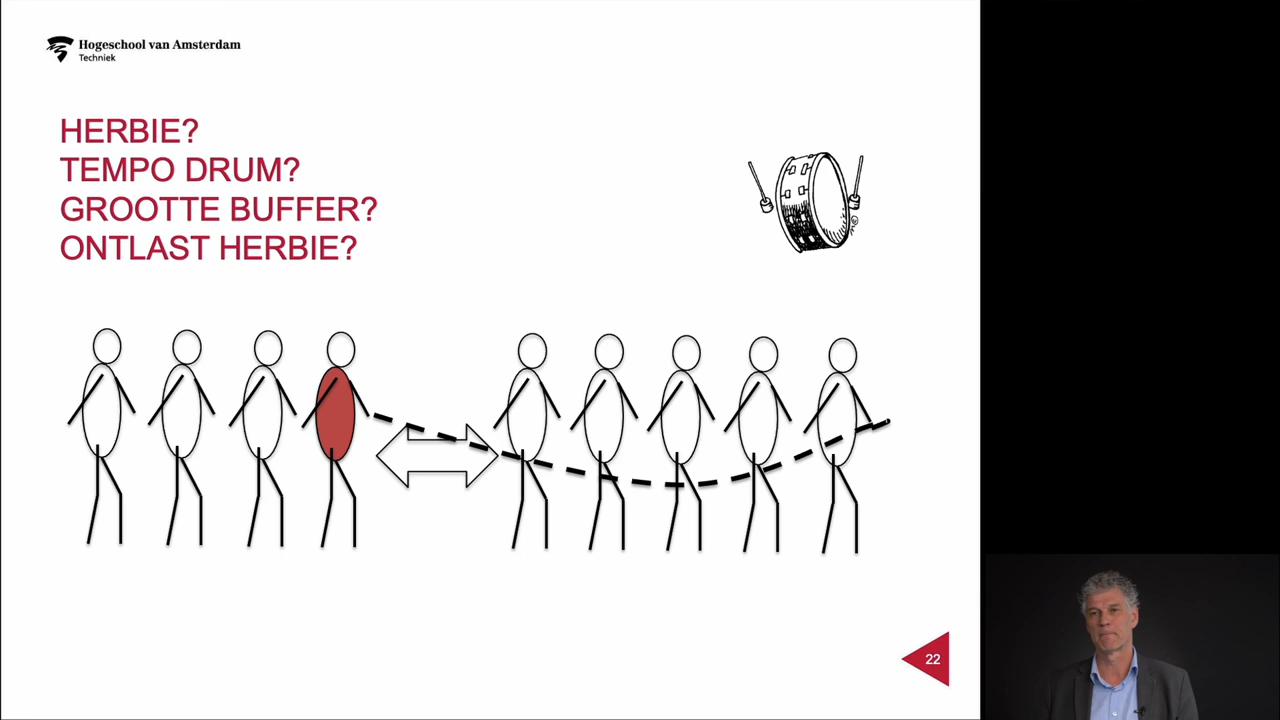 Hogeschool van Amsterdam
Techniek
HERBIE?
TEMPO DRUM?
GROOTTE BUFFER?
ONTLAST HERBIE?
22